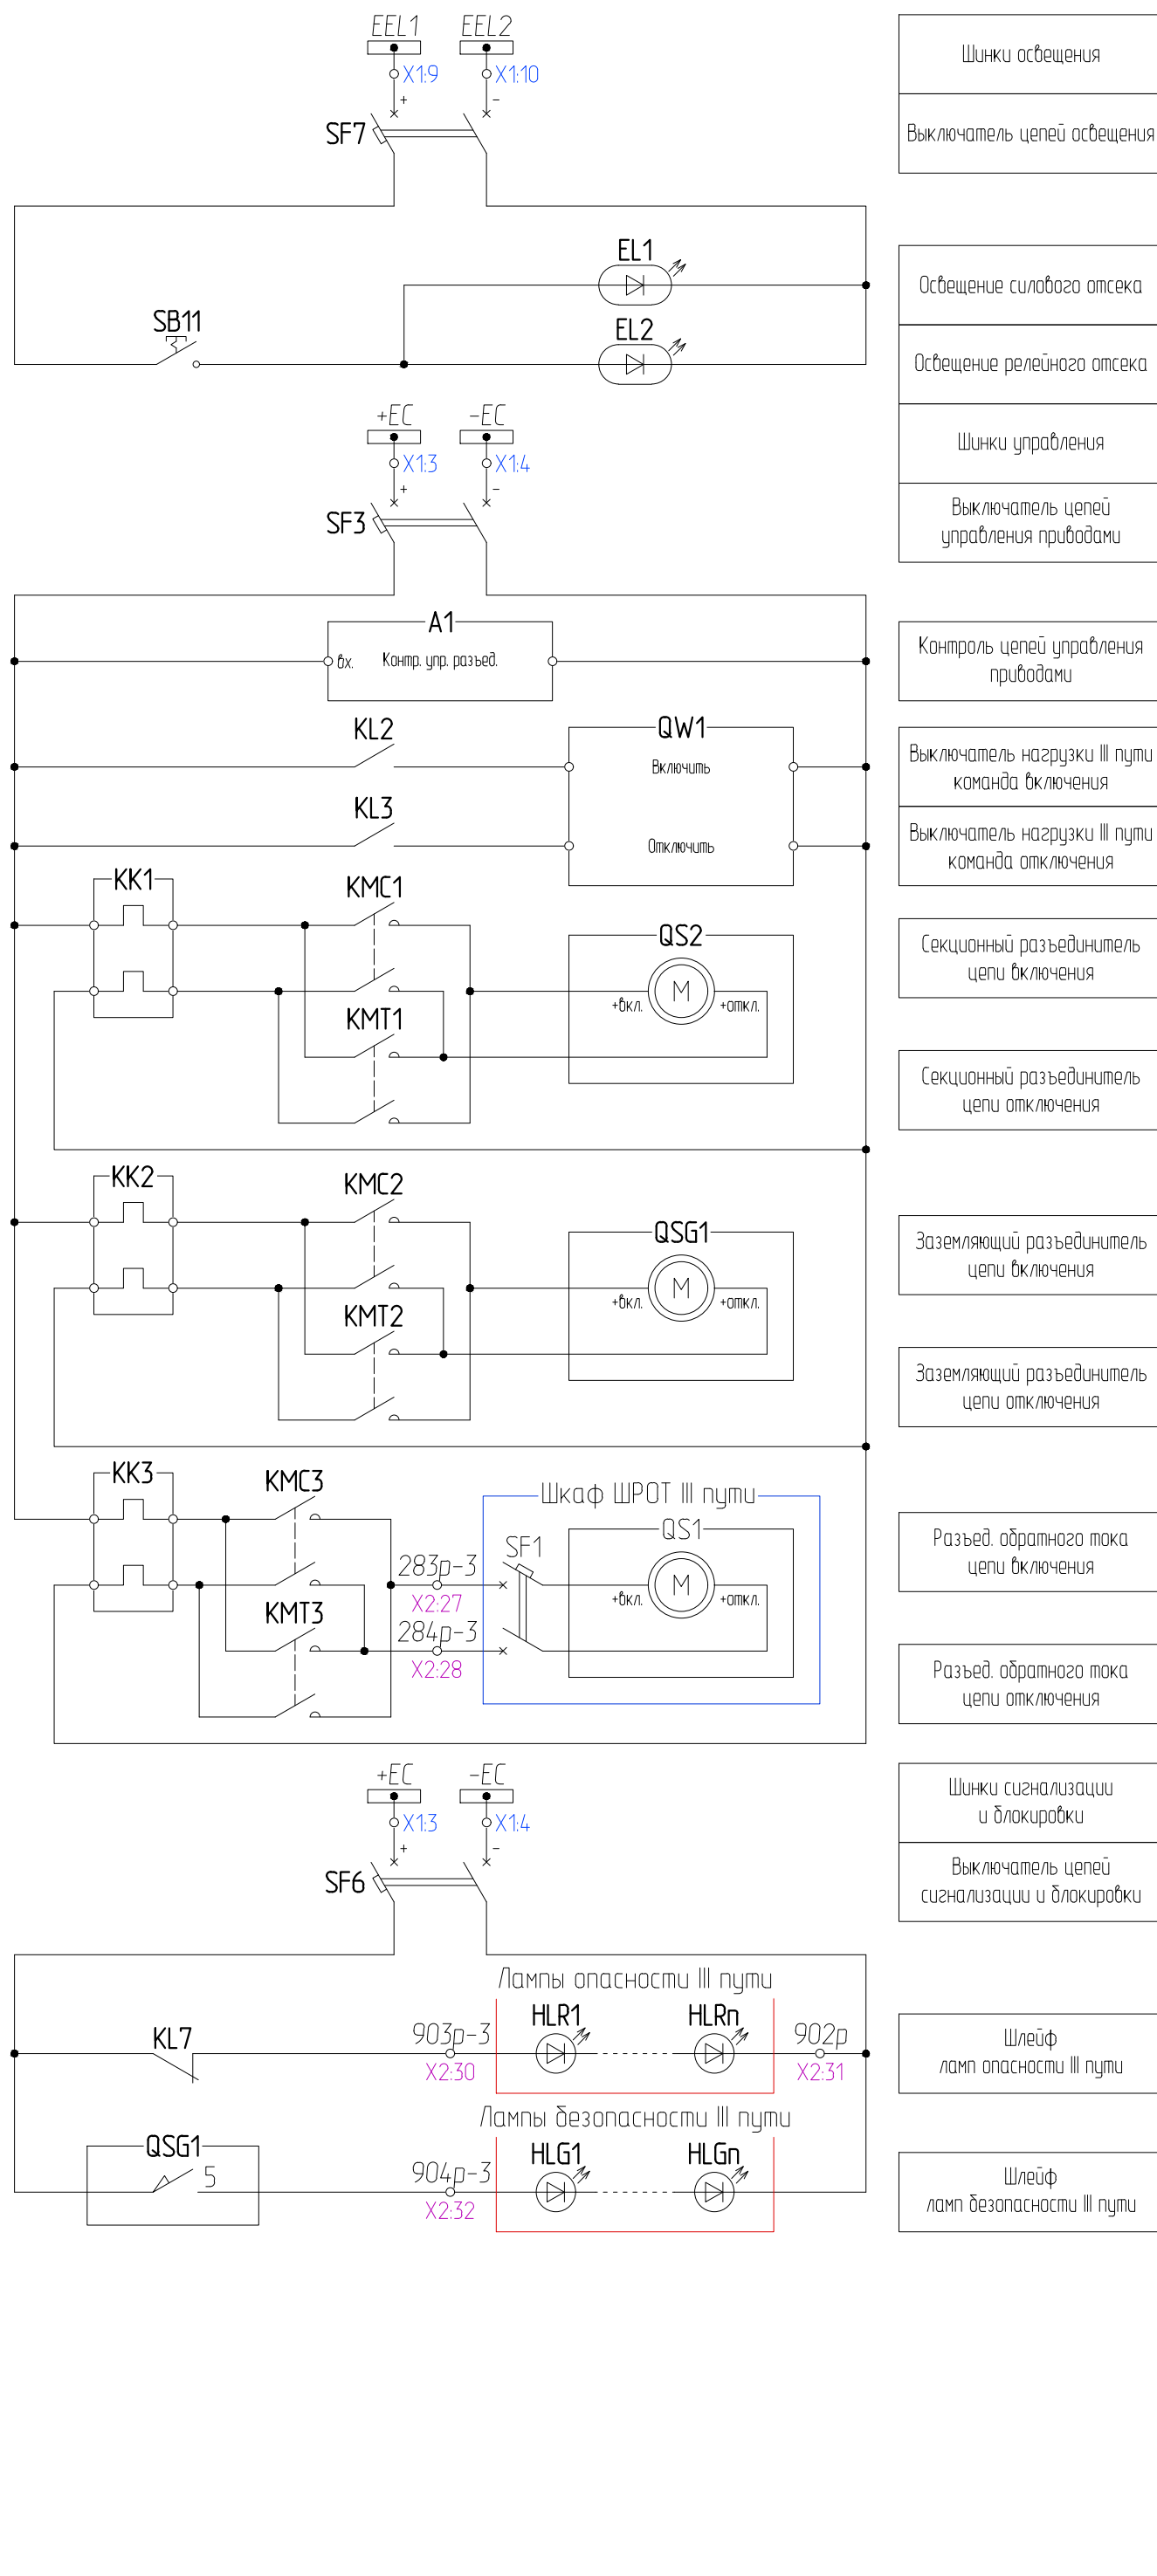 EEL1 EEL2
X1:9 X1:10
+ -
SF7
Шинки освещения
Выключатель цепей освещения
EL1
Освещение силового отсека
SB11
EL2
Освещение релейного отсека
+EC -EC
X1:3 X1:4
+ -
SF3
Шинки управления
Выключатель цепей
управления приводами
A1
вх. Контр. упр. разъед.
Контроль цепей управления
приводами
KL2
QW1
Включить
Выключатель нагрузки III пути
команда включения
KL3
Отключить
Выключатель нагрузки III пути
команда отключения
KK1
KMC1
QS2
M
+вкл. +откл.
KMT1
Секционный разъединитель
цепи включения
Секционный разъединитель
цепи отключения
KK2
KMC2
QSG1
M
+вкл. +откл.
KMT2
Заземляющий разъединитель
цепи включения
Заземляющий разъединитель
цепи отключения
KK3
KMC3
Шкаф ШРОТ III пути
QS1
SF1
283р-3
X2:27
M
+вкл. +откл.
KMT3
284р-3
X2:28
Разъед. обратного тока
цепи включения
Разъед. обратного тока
цепи отключения
+EC -EC
X1:3 X1:4
+ -
SF6
Шинки сигнализации
и блокировки
Выключатель цепей
сигнализации и блокировки
Лампы опасности III пути
KL7
903р-3
X2:30
HLR1 HLRn
902р
X2:31
Шлейф
ламп опасности III пути
Лампы безопасности III пути
QSG1
5
904р-3
X2:32
HLG1 HLGn
Шлейф
ламп безопасности III пути